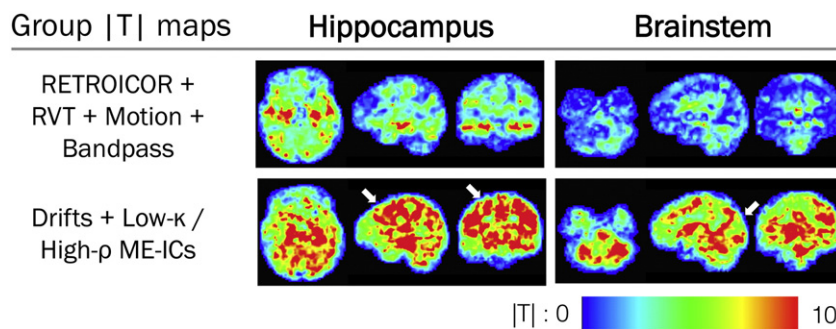 Group |T| maps Hippocampus Brainstem
RETROICOR +
RVT + Motion +
Bandpass
Drifts + Low-κ /
High-ρ ME-ICs
|T| : 0 10